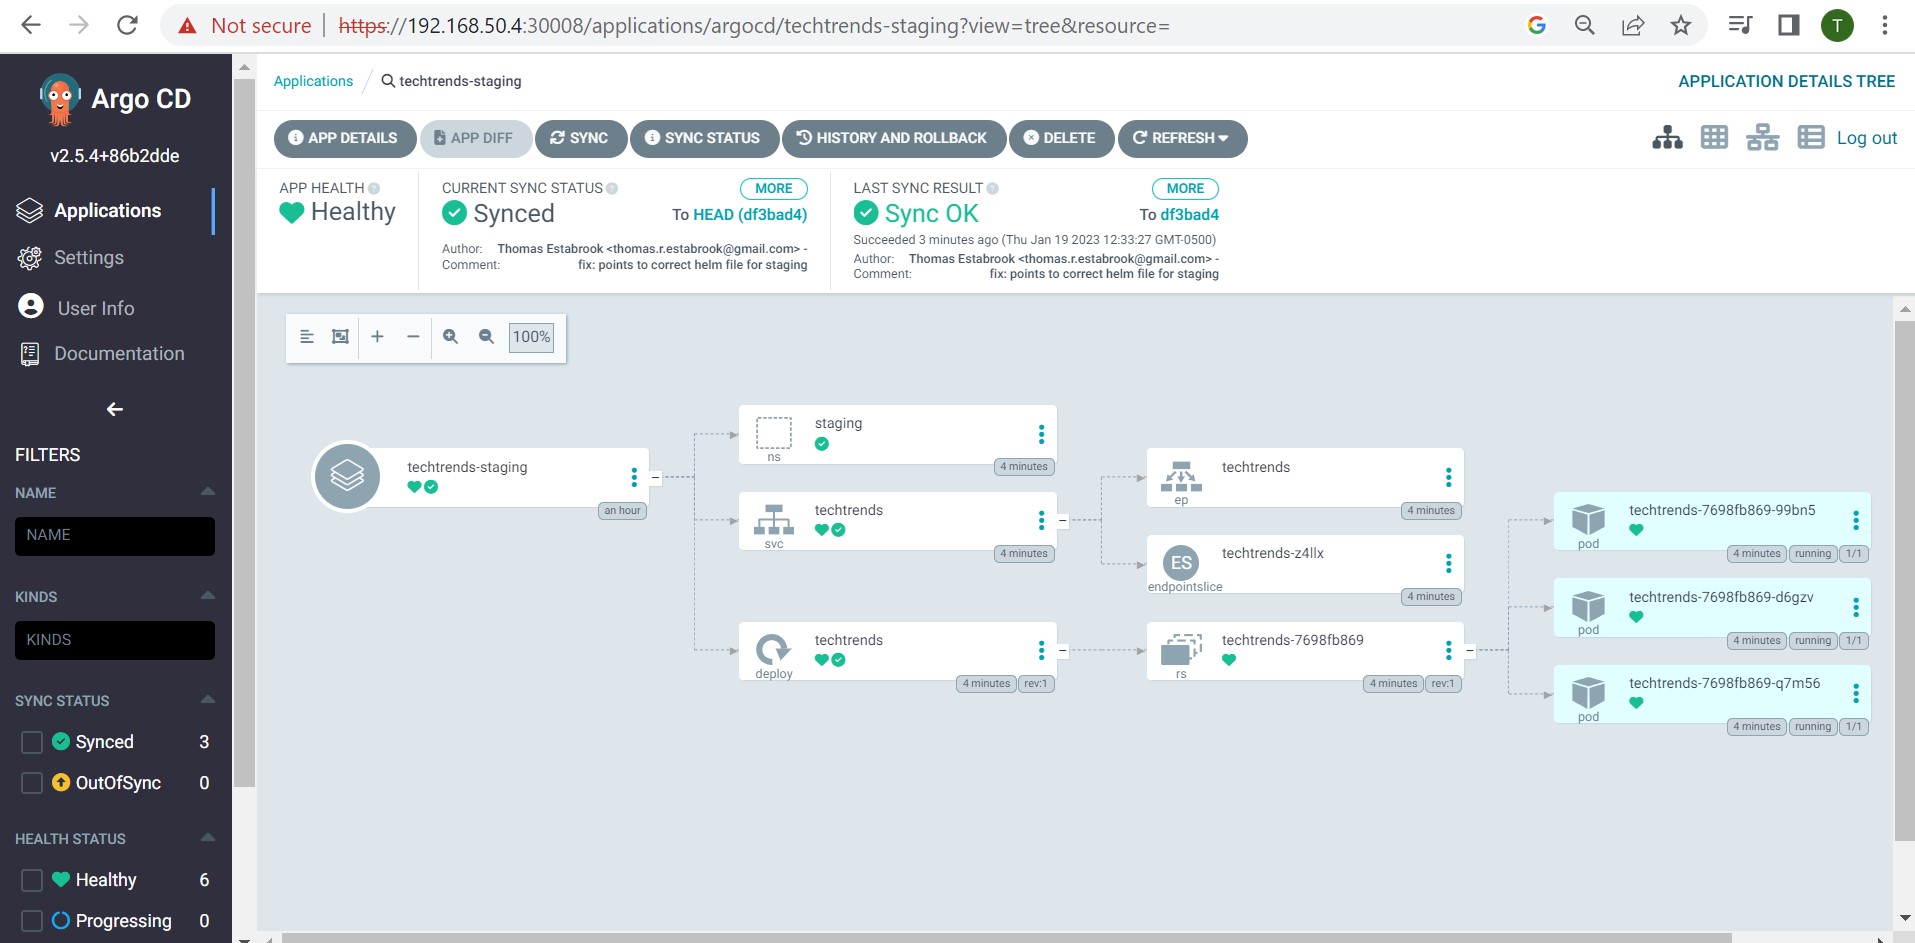 Not secure | https://192.168.50.4:30008/applications/argocd/techtrends-staging?view=tree&resource=
T
Argo CD
v2.5.4+86b2dde
Applications
Settings
User Info
Documentation
FILTERS
NAME
NAME
KINDS
KINDS
SYNC STATUS
Synced 3
OutOfSync 0
HEALTH STATUS
Healthy 6
Progressing 0
Applications / techtrends-staging
APPLICATION DETAILS TREE
APP DETAILS APP DIFF SYNC SYNC STATUS HISTORY AND ROLLBACK DELETE REFRESH
Log out
APP HEALTH
Healthy
CURRENT SYNC STATUS MORE
Synced To HEAD (df3bad4)
Author: Thomas Estabrook <thomas.r.estabrook@gmail.com> -
Comment: fix: points to correct helm file for staging
LAST SYNC RESULT MORE
Sync OK To df3bad4
Succeeded 3 minutes ago (Thu Jan 19 2023 12:33:27 GMT-0500)
Author: Thomas Estabrook <thomas.r.estabrook@gmail.com> -
Comment: fix: points to correct helm file for staging
100%
techtrends-staging
an hour
staging
ns
4 minutes
techtrends
svc
4 minutes
techtrends
deploy
4 minutes rev:1
techtrends
ep
4 minutes
techtrends-z4llx
ES
endpointslice
4 minutes
techtrends-7698fb869
rs
4 minutes rev:1
techtrends-7698fb869-99bn5
pod
4 minutes running 1/1
techtrends-7698fb869-d6gzv
pod
4 minutes running 1/1
techtrends-7698fb869-q7m56
pod
4 minutes running 1/1